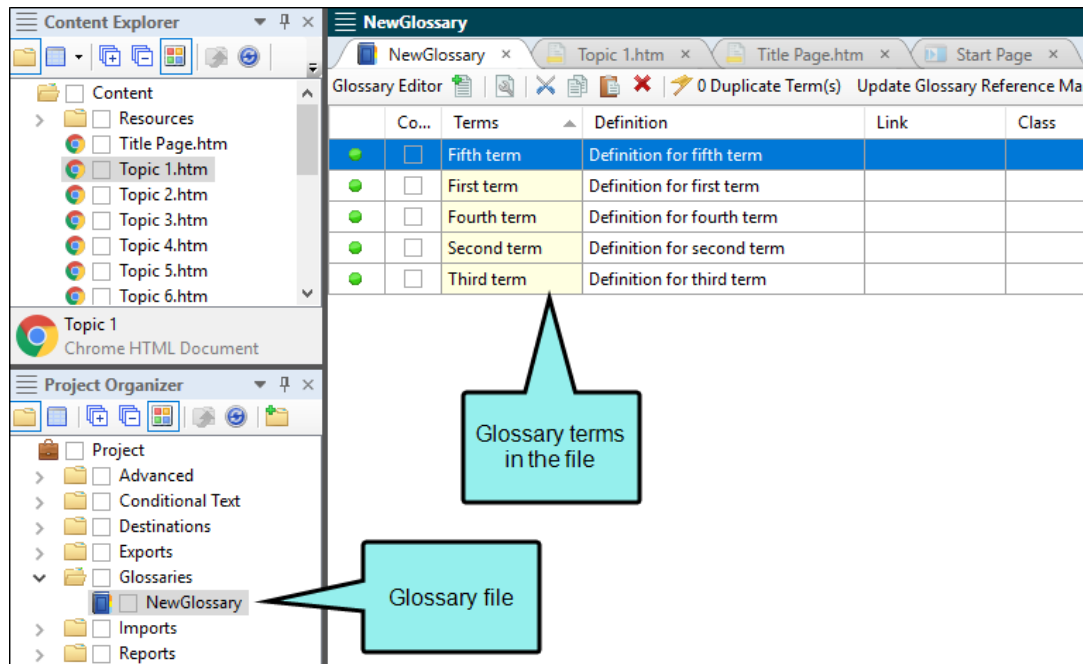 Content Explorer
Content
Resources
Title Page.htm
Topic 1.htm
Topic 2.htm
Topic 3.htm
Topic 4.htm
Topic 5.htm
Topic 6.htm
Topic 1
Chrome HTML Document
Project Organizer
Project
Advanced
Conditional Text
Destinations
Exports
Glossaries
NewGlossary
Imports
Reports
NewGlossary
NewGlossary × Topic 1.htm × Title Page.htm × Start Page ×
Glossary Editor 0 Duplicate Term(s) Update Glossary Reference Ma
Co... Terms Definition Link Class
Fifth term Definition for fifth term
First term Definition for first term
Fourth term Definition for fourth term
Second term Definition for second term
Third term Definition for third term
Glossary terms
in the file
Glossary file